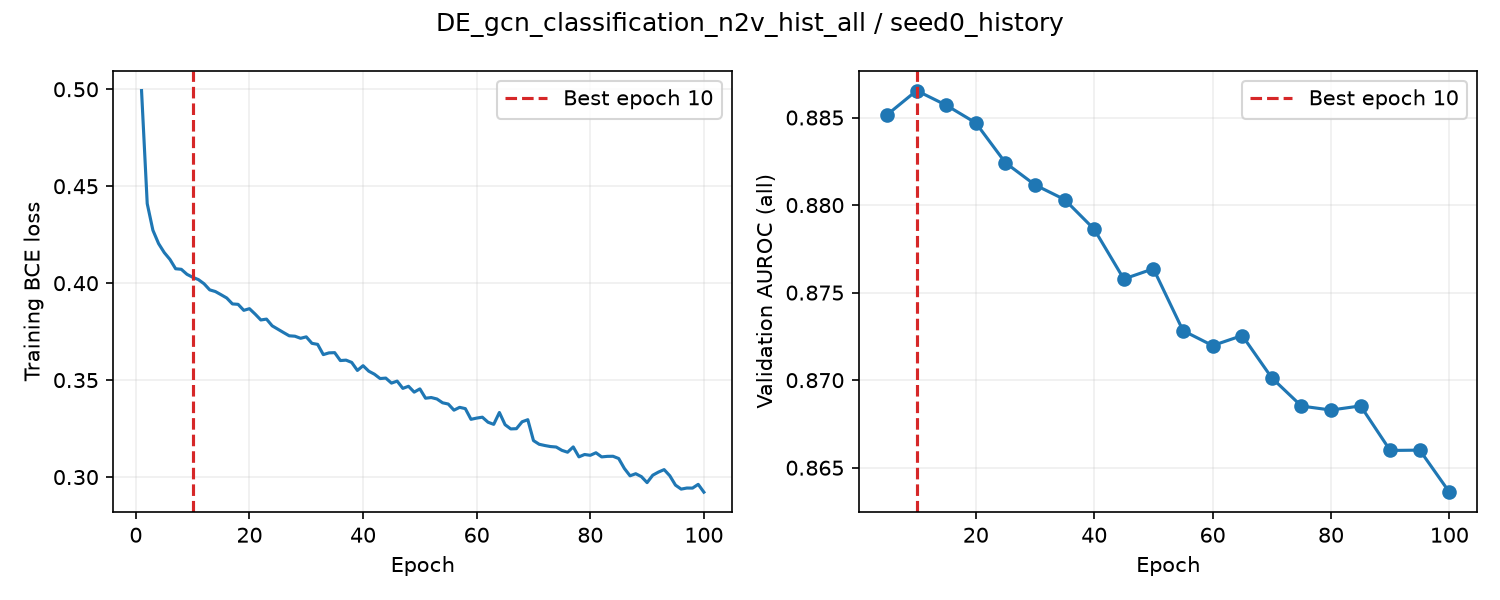 DE_gcn_classification_n2v_hist_all / seed0_history
Training BCE loss
0.50
0.45
0.40
0.35
0.30
Best epoch 10
0 20 40 60 80 100
Epoch
Validation AUROC (all)
0.885
0.880
0.875
0.870
0.865
Best epoch 10
20 40 60 80 100
Epoch